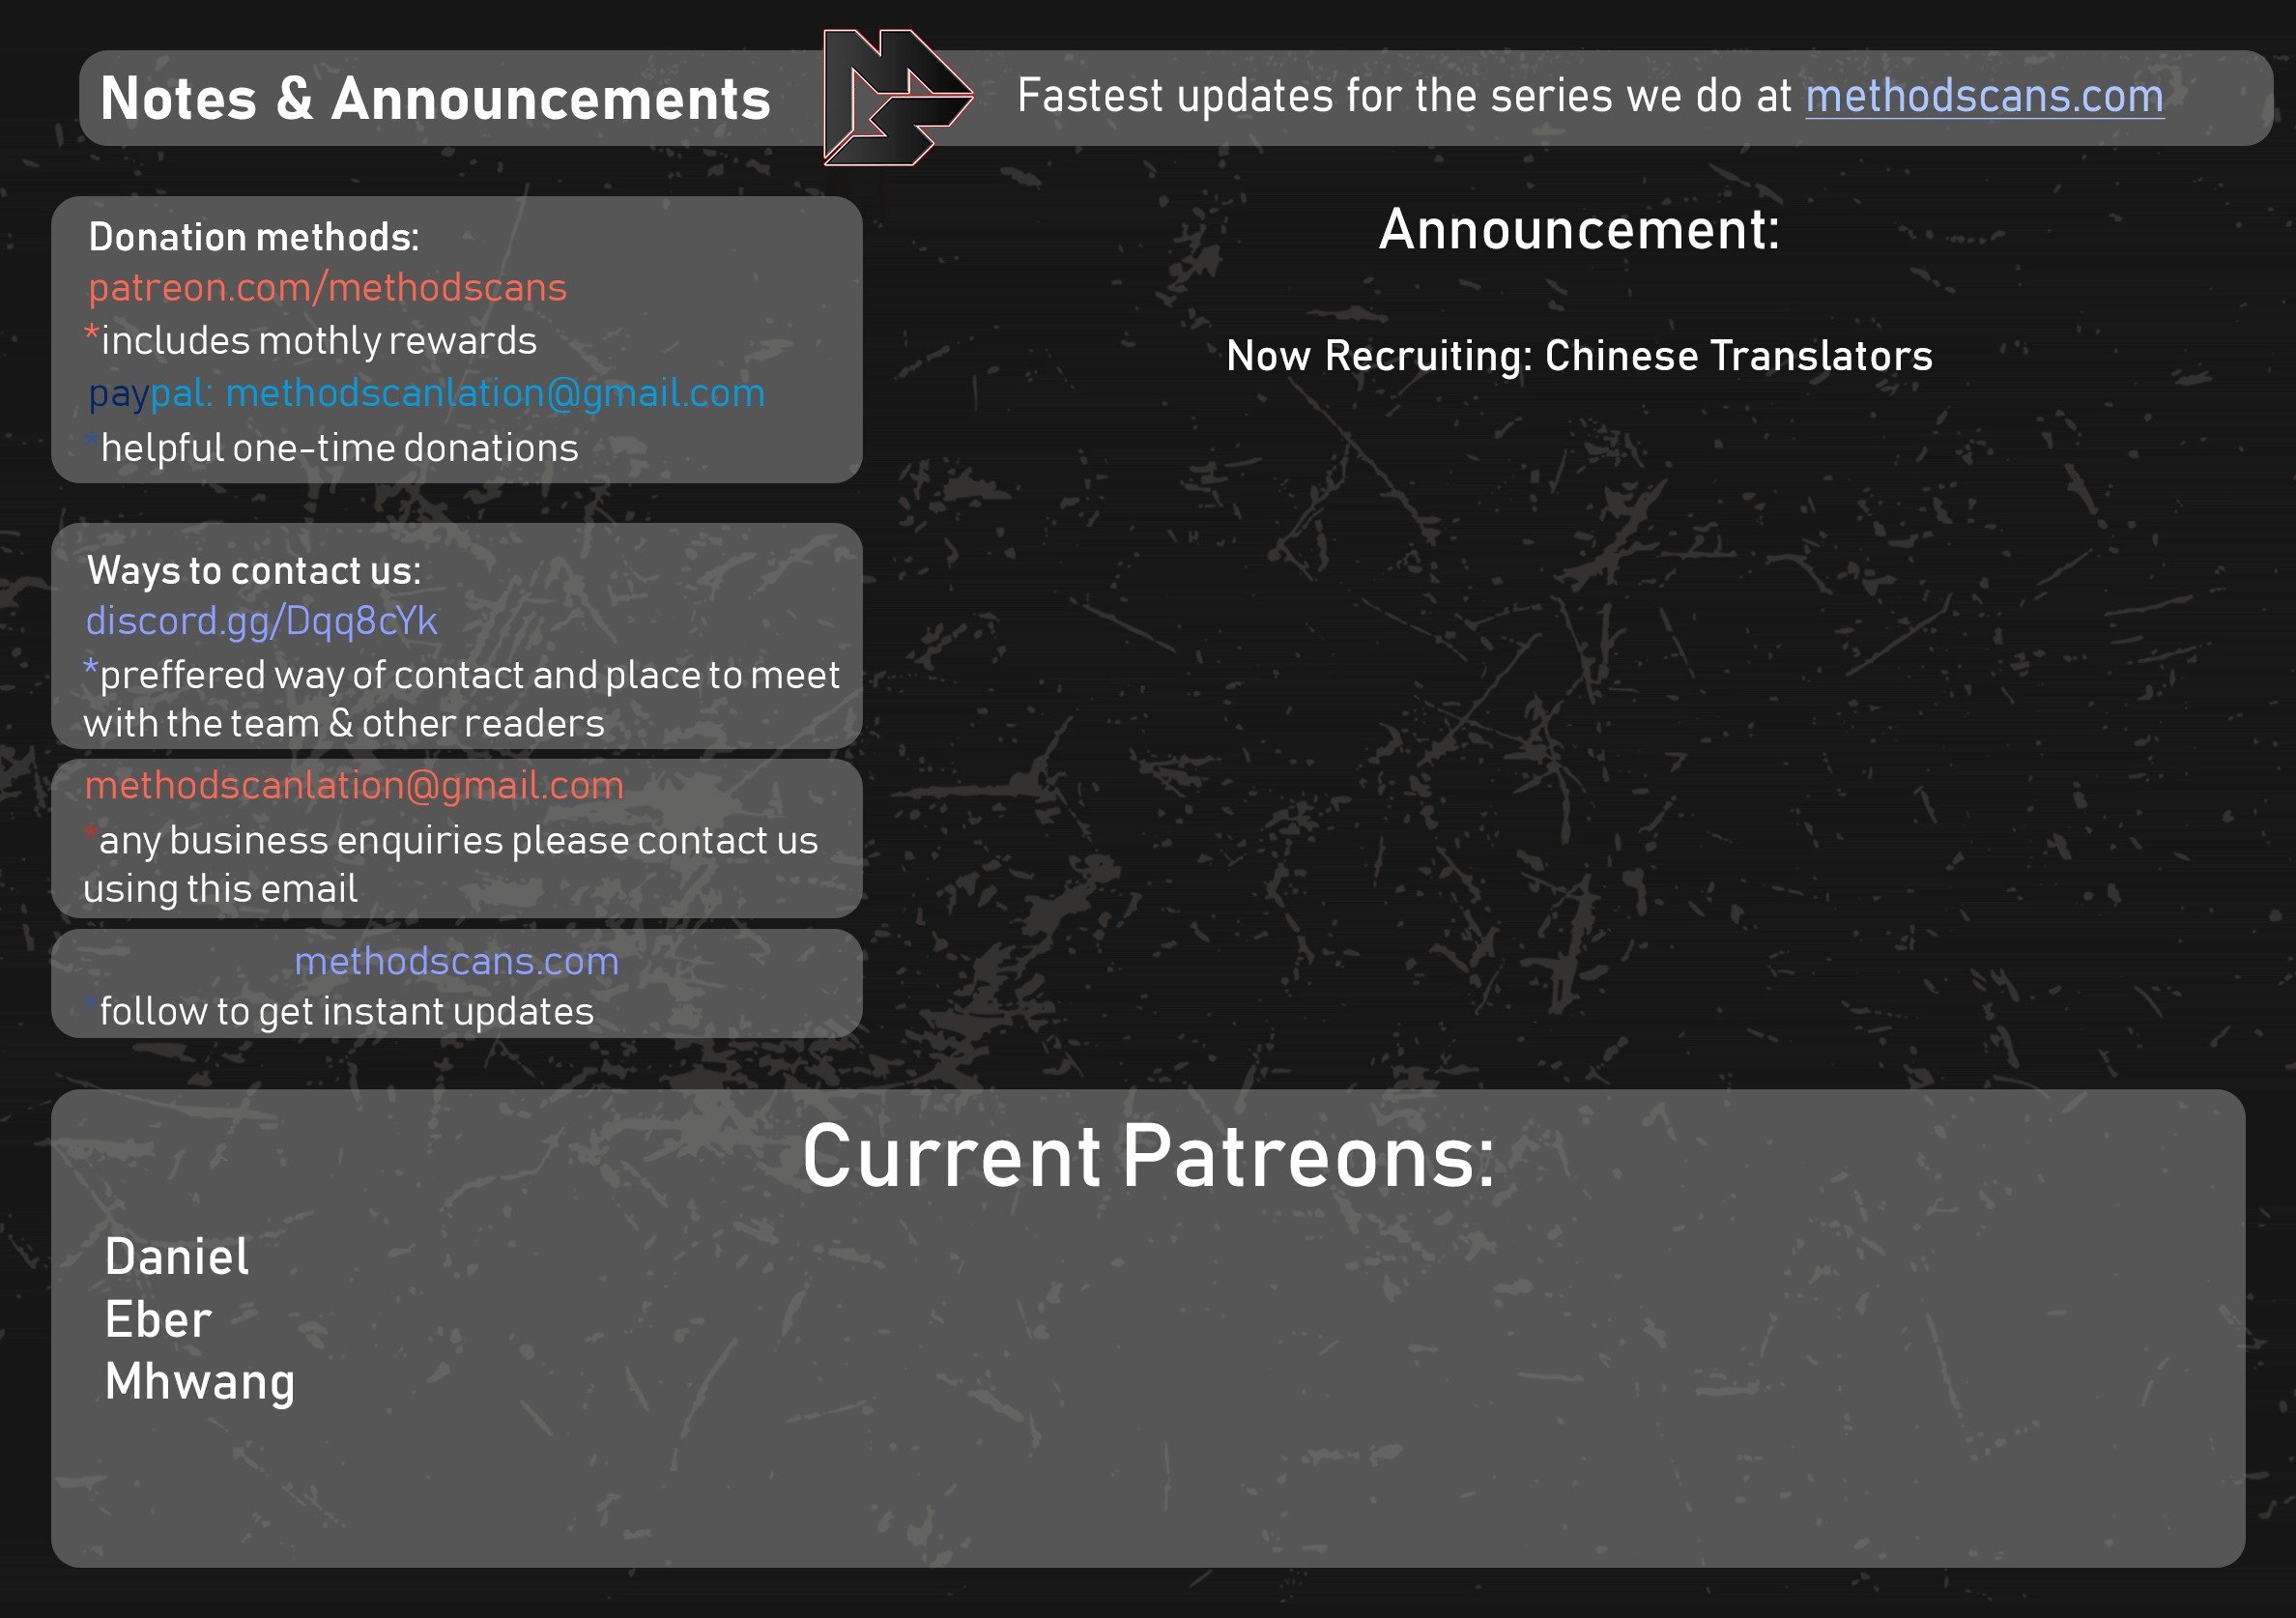 Notes & Announcements
Fastest updates for the series we do at methodscans.com
Donation methods:
patreon.com/methodscans
*includes mothly rewards
paypal: methodscanlation@gmail.com
*helpful one-time donations
Ways to contact us:
discord.gg/Dqq8cYk
*preffered way of contact and place to meet
with the team & other readers
methodscanlation@gmail.com
*any business enquiries please contact us
using this email
methodscans.com
*follow to get instant updates
Announcement:
Now Recruiting: Chinese Translators
Current Patreons:
Daniel
Eber
Mhwang